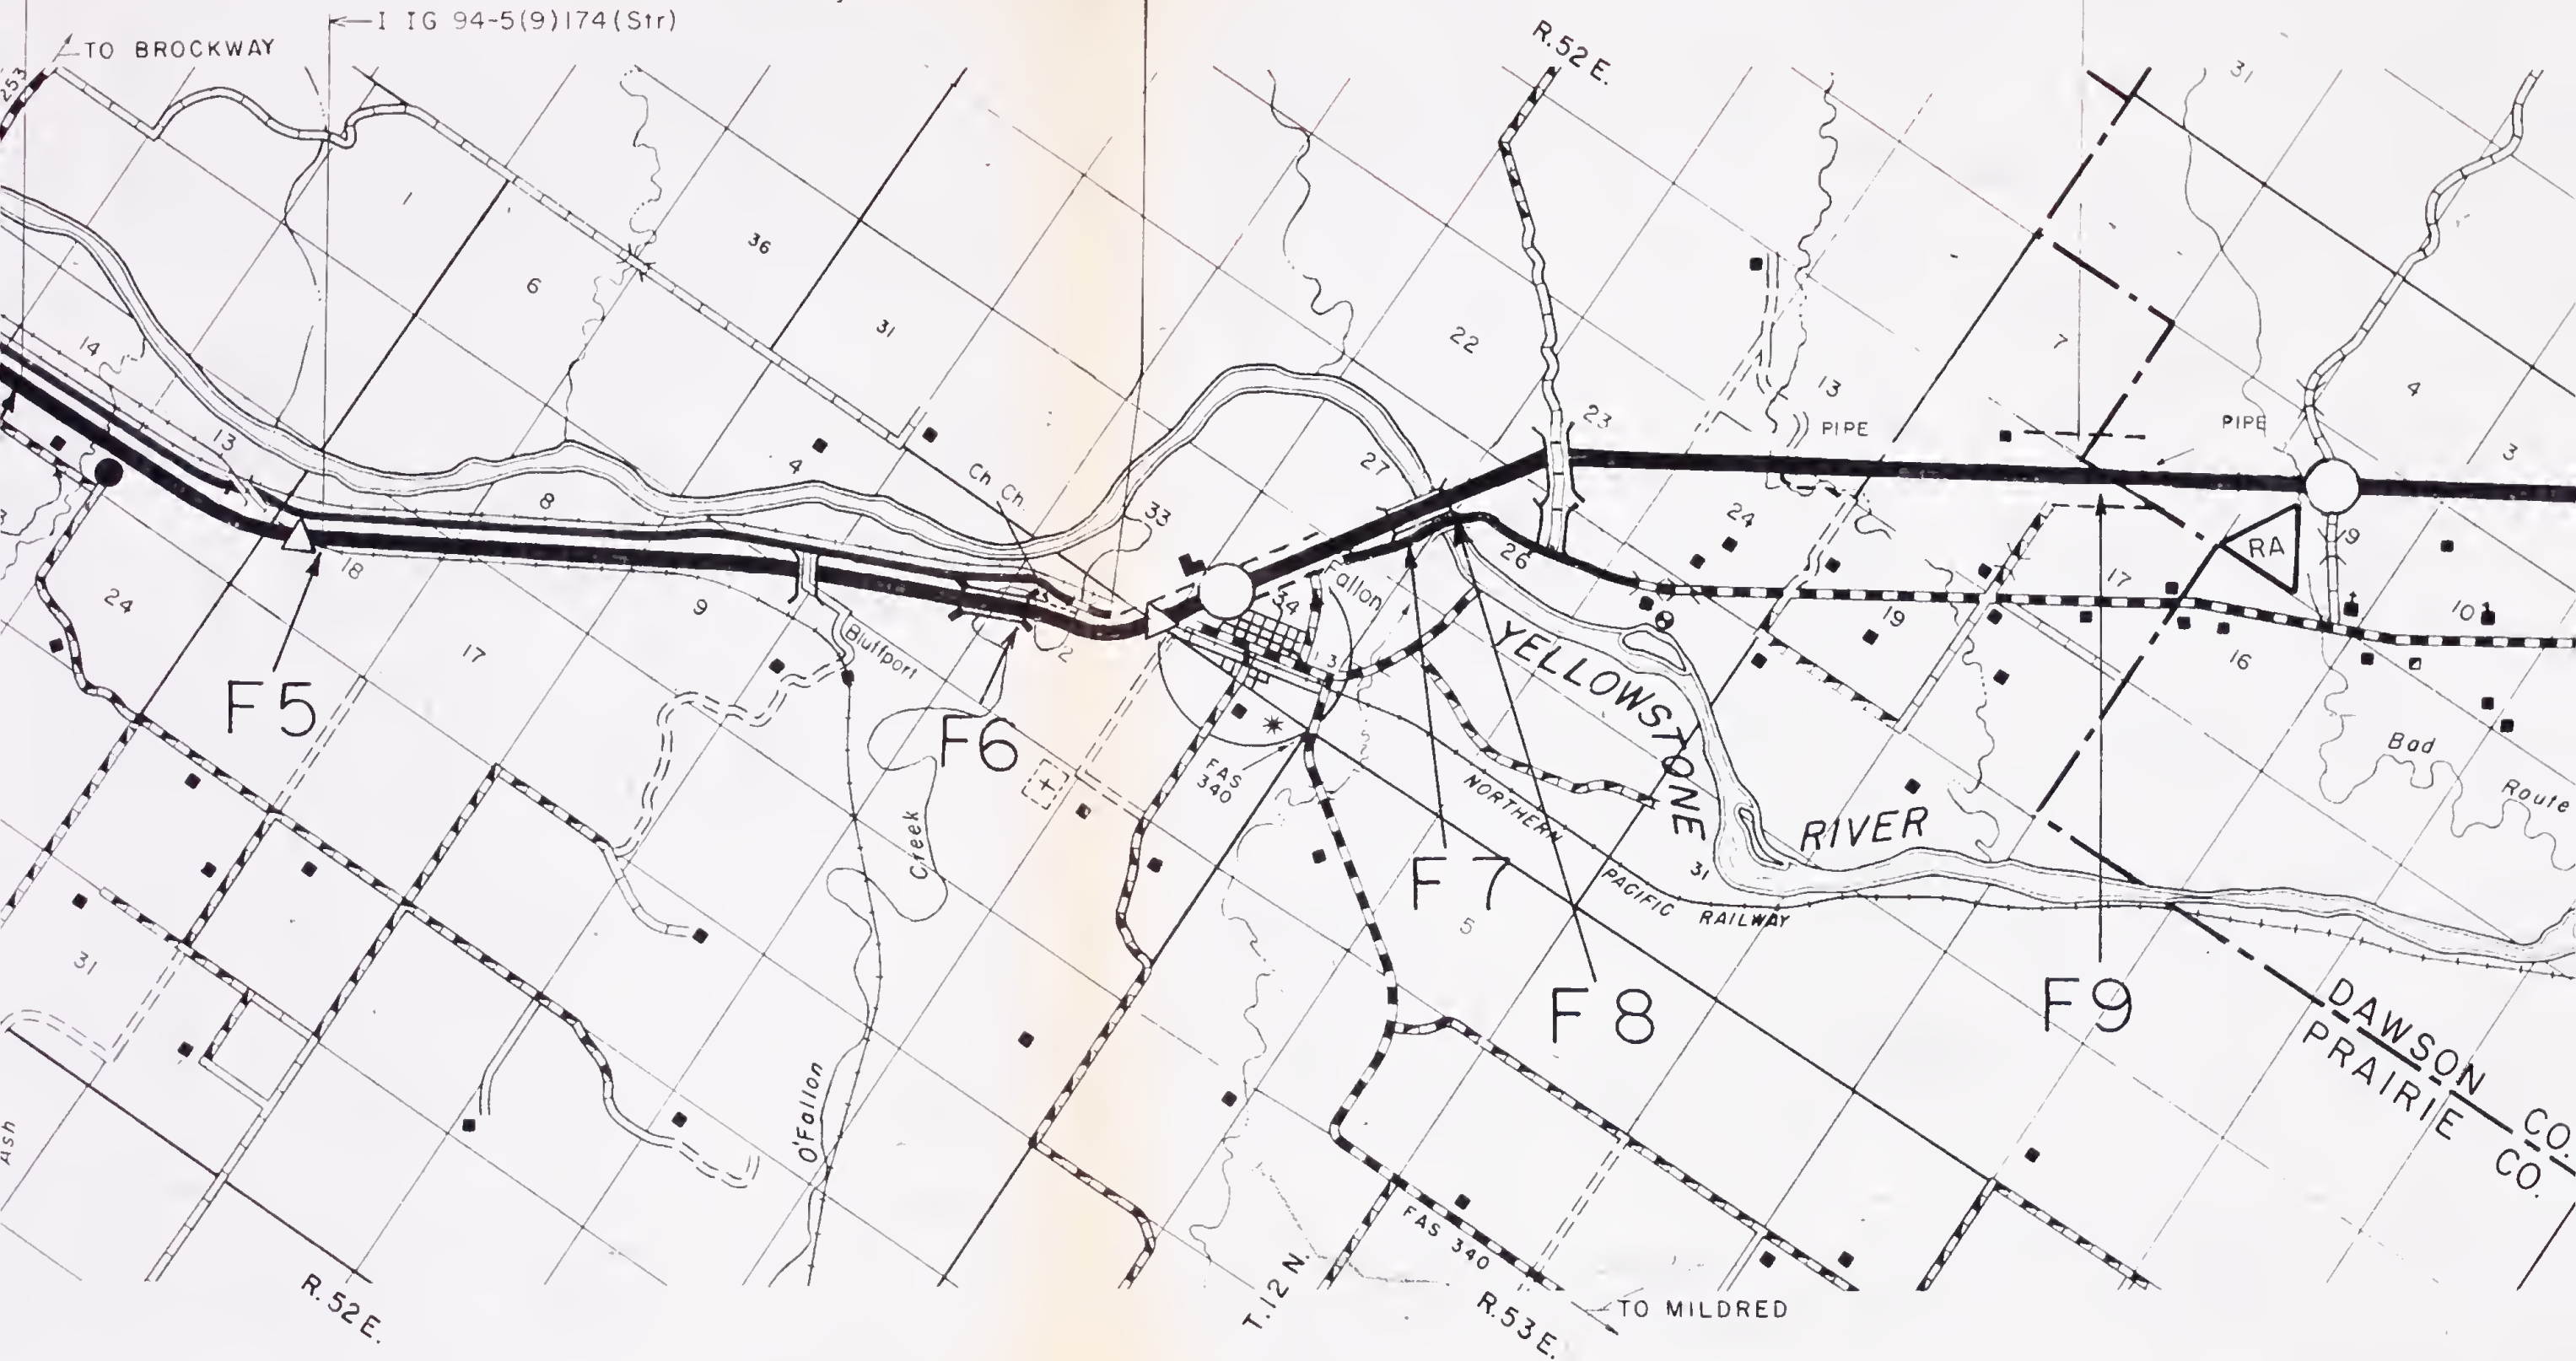 I IG 94-5(9)174(Str)
TO BROCKWAY
253
R.52 E.
31
1
36
6
31
22
7
4
14
13
23
13
PIPE
PIPE
3
27
4
Ch Ch.
8
33
24
26
9
RA
18
17
24
9
34
Fallon
19
10
17
Bluffport
16
F5
F6
YELLOWSTONE
RIVER
FAS
340
NORTHERN
PACIFIC RAILWAY
Bad
Route
Creek
31
F7
5
31
F8
F9
DAWSON CO.
PRAIRIE CO.
O'Fallon
Ash
FAS 340
R.52 E.
T.12 N.
R.53 E.
TO MILDRED